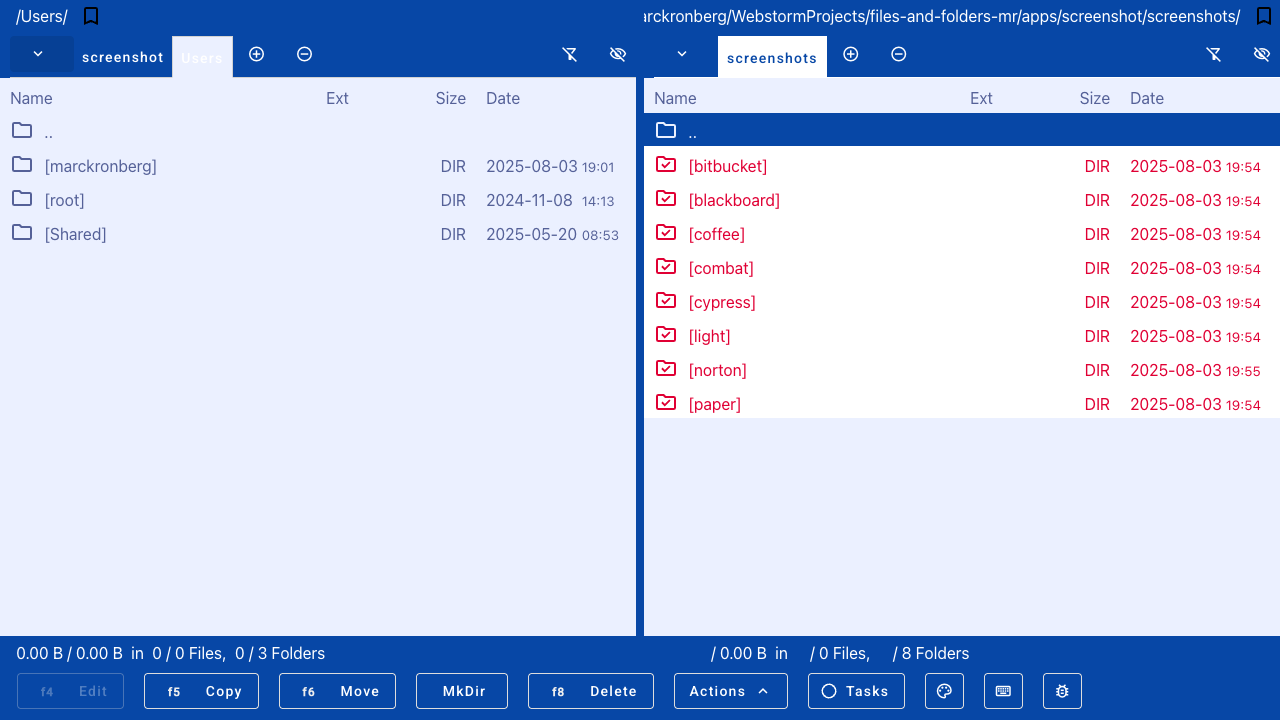 /Users/
arckronberg/WebstormProjects/files-and-folders-mr/apps/screenshot/screenshots/
screenshot Users
screenshots
Name Ext Size Date
..
[marckronberg] DIR 2025-08-03 19:01
[root] DIR 2024-11-08 14:13
[Shared] DIR 2025-05-20 08:53
Name Ext Size Date
..
[bitbucket] DIR 2025-08-03 19:54
[blackboard] DIR 2025-08-03 19:54
[coffee] DIR 2025-08-03 19:54
[combat] DIR 2025-08-03 19:54
[cypress] DIR 2025-08-03 19:54
[light] DIR 2025-08-03 19:54
[norton] DIR 2025-08-03 19:55
[paper] DIR 2025-08-03 19:54
0.00 B / 0.00 B in 0 / 0 Files, 0 / 3 Folders
/ 0.00 B in / 0 Files, / 8 Folders
f4 Edit f5 Copy f6 Move MkDir f8 Delete Actions Tasks